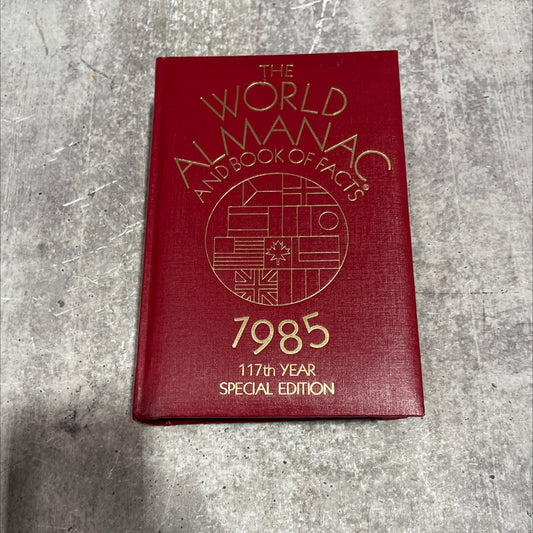 THE
WORLD
ALMANAC®
AND BOOK OF FACTS
1985
117th YEAR
SPECIAL EDITION